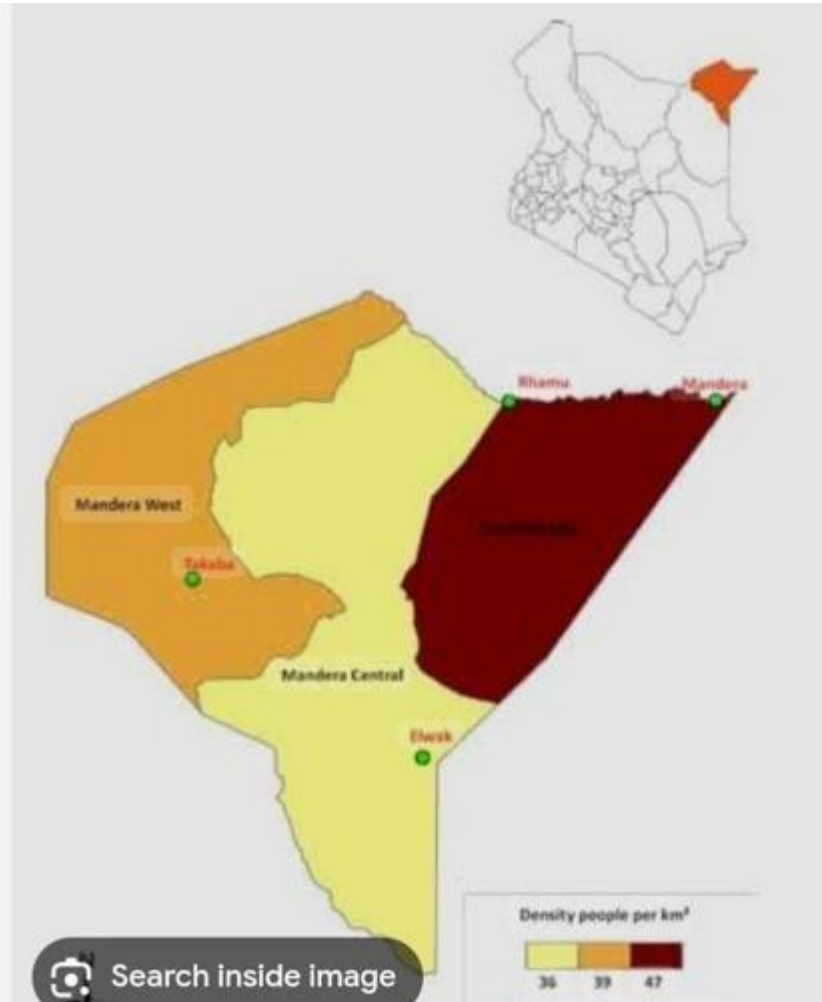 Rhamu
Mandera
Mandera West
Takaba
Mandera Central
Elwak
Density people per km²
36 39 47
N
Search inside image